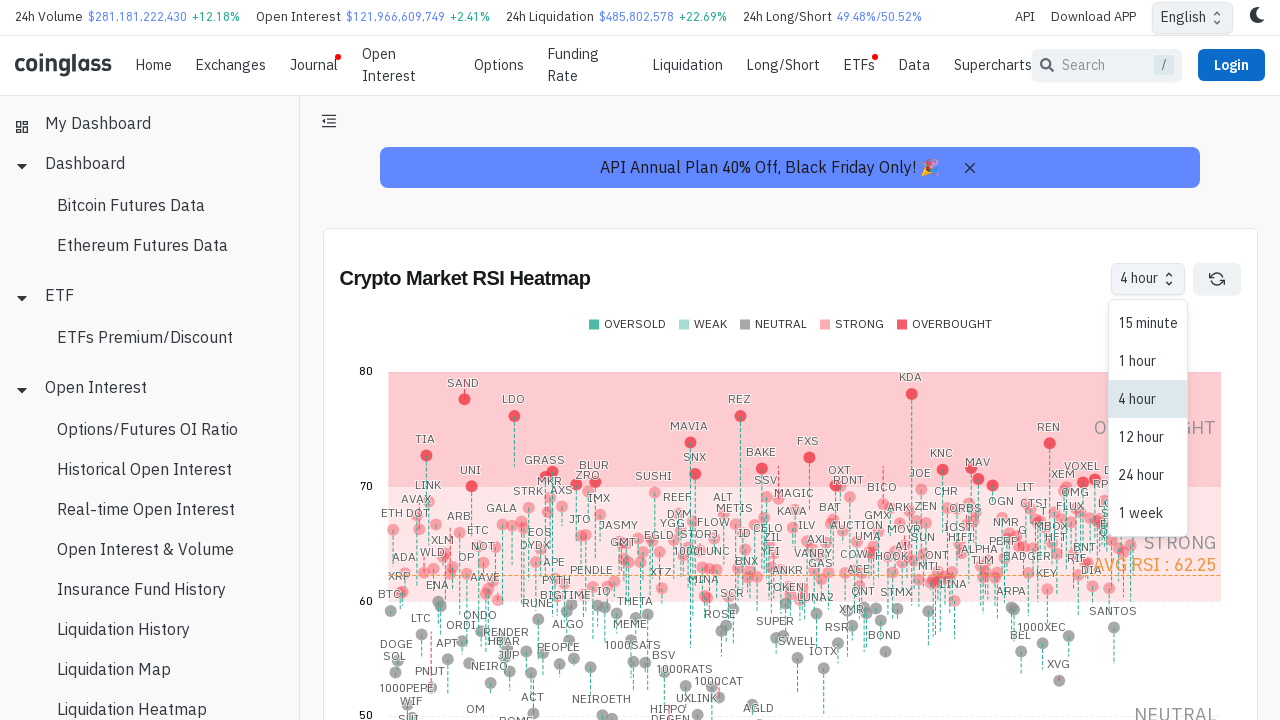 24h Volume $281,181,222,430 +12.18% Open Interest $121,966,609,749 +2.41% 24h Liquidation $485,802,578 +22.69% 24h Long/Short 49.48%/50.52% API Download APP English
coinglass Home Exchanges Journal Open Interest Options Funding Rate Liquidation Long/Short ETFs Data Supercharts Search / Login
My Dashboard
Dashboard
Bitcoin Futures Data
Ethereum Futures Data
ETF
ETFs Premium/Discount
Open Interest
Options/Futures OI Ratio
Historical Open Interest
Real-time Open Interest
Open Interest & Volume
Insurance Fund History
Liquidation History
Liquidation Map
Liquidation Heatmap
API Annual Plan 40% Off, Black Friday Only! 🎉
Crypto Market RSI Heatmap
4 hour
15 minute
1 hour
4 hour
12 hour
24 hour
1 week
OVERSOLD WEAK NEUTRAL STRONG OVERBOUGHT
80
KDA
SAND
LDO REZ
MAVIA REN
TIA FXS
BAKE KNC
GRASS SNX MAV
UNI BLUR OXT VOXEL
ZRO JOE XEM
MKR SUSHI SSV RDNT
70
LINK AXS BICO CHR LIT OMG
STRK IMX REEF ALT MAGIC OGN CTSI
AVAX GALA METIS KAVA BAT ARK ZEN ORBS FLUX
ETH DOT ARB JTO JASMY DYM YGG FLOW GMX NMR
XLM ETC EOS EGLD STORJ ID CELO ILV AUCTION MOVR IOST MBOX
WLD NOT DYDX GMT ZIL AXL UMA SUN HIFI PERP HFT
ADA OP APE 1000LUNC YFI VANRY COW AI ALPHA BNT
XRP PENDLE XTZ BNX GAS HOOK ONT TLM BADGER RIF
AAVE PYTH MINA ANKR ACE MTL KEY DIA
ENA BIGTIME IO SCR TOKEN QNT STMX LINA ARPA
BTC RUNE THETA LUNA2
60
LTC ONDO ROSE XMR SANTOS
ORDI ALGO MEME SUPER RSR 1000XEC
RENDER BOND BEL
DOGE APT HBAR PEOPLE 1000SATS GSWELL
SOL JUP BSV IOTX
PNUT NEIRO 1000RATS XVG
1000PEPE 1000CAT
WIF ACT NEIROETH UXLINK
OM HIPPO AGLD
50
STRONG
AVG RSI : 62.25
NEUTRAL